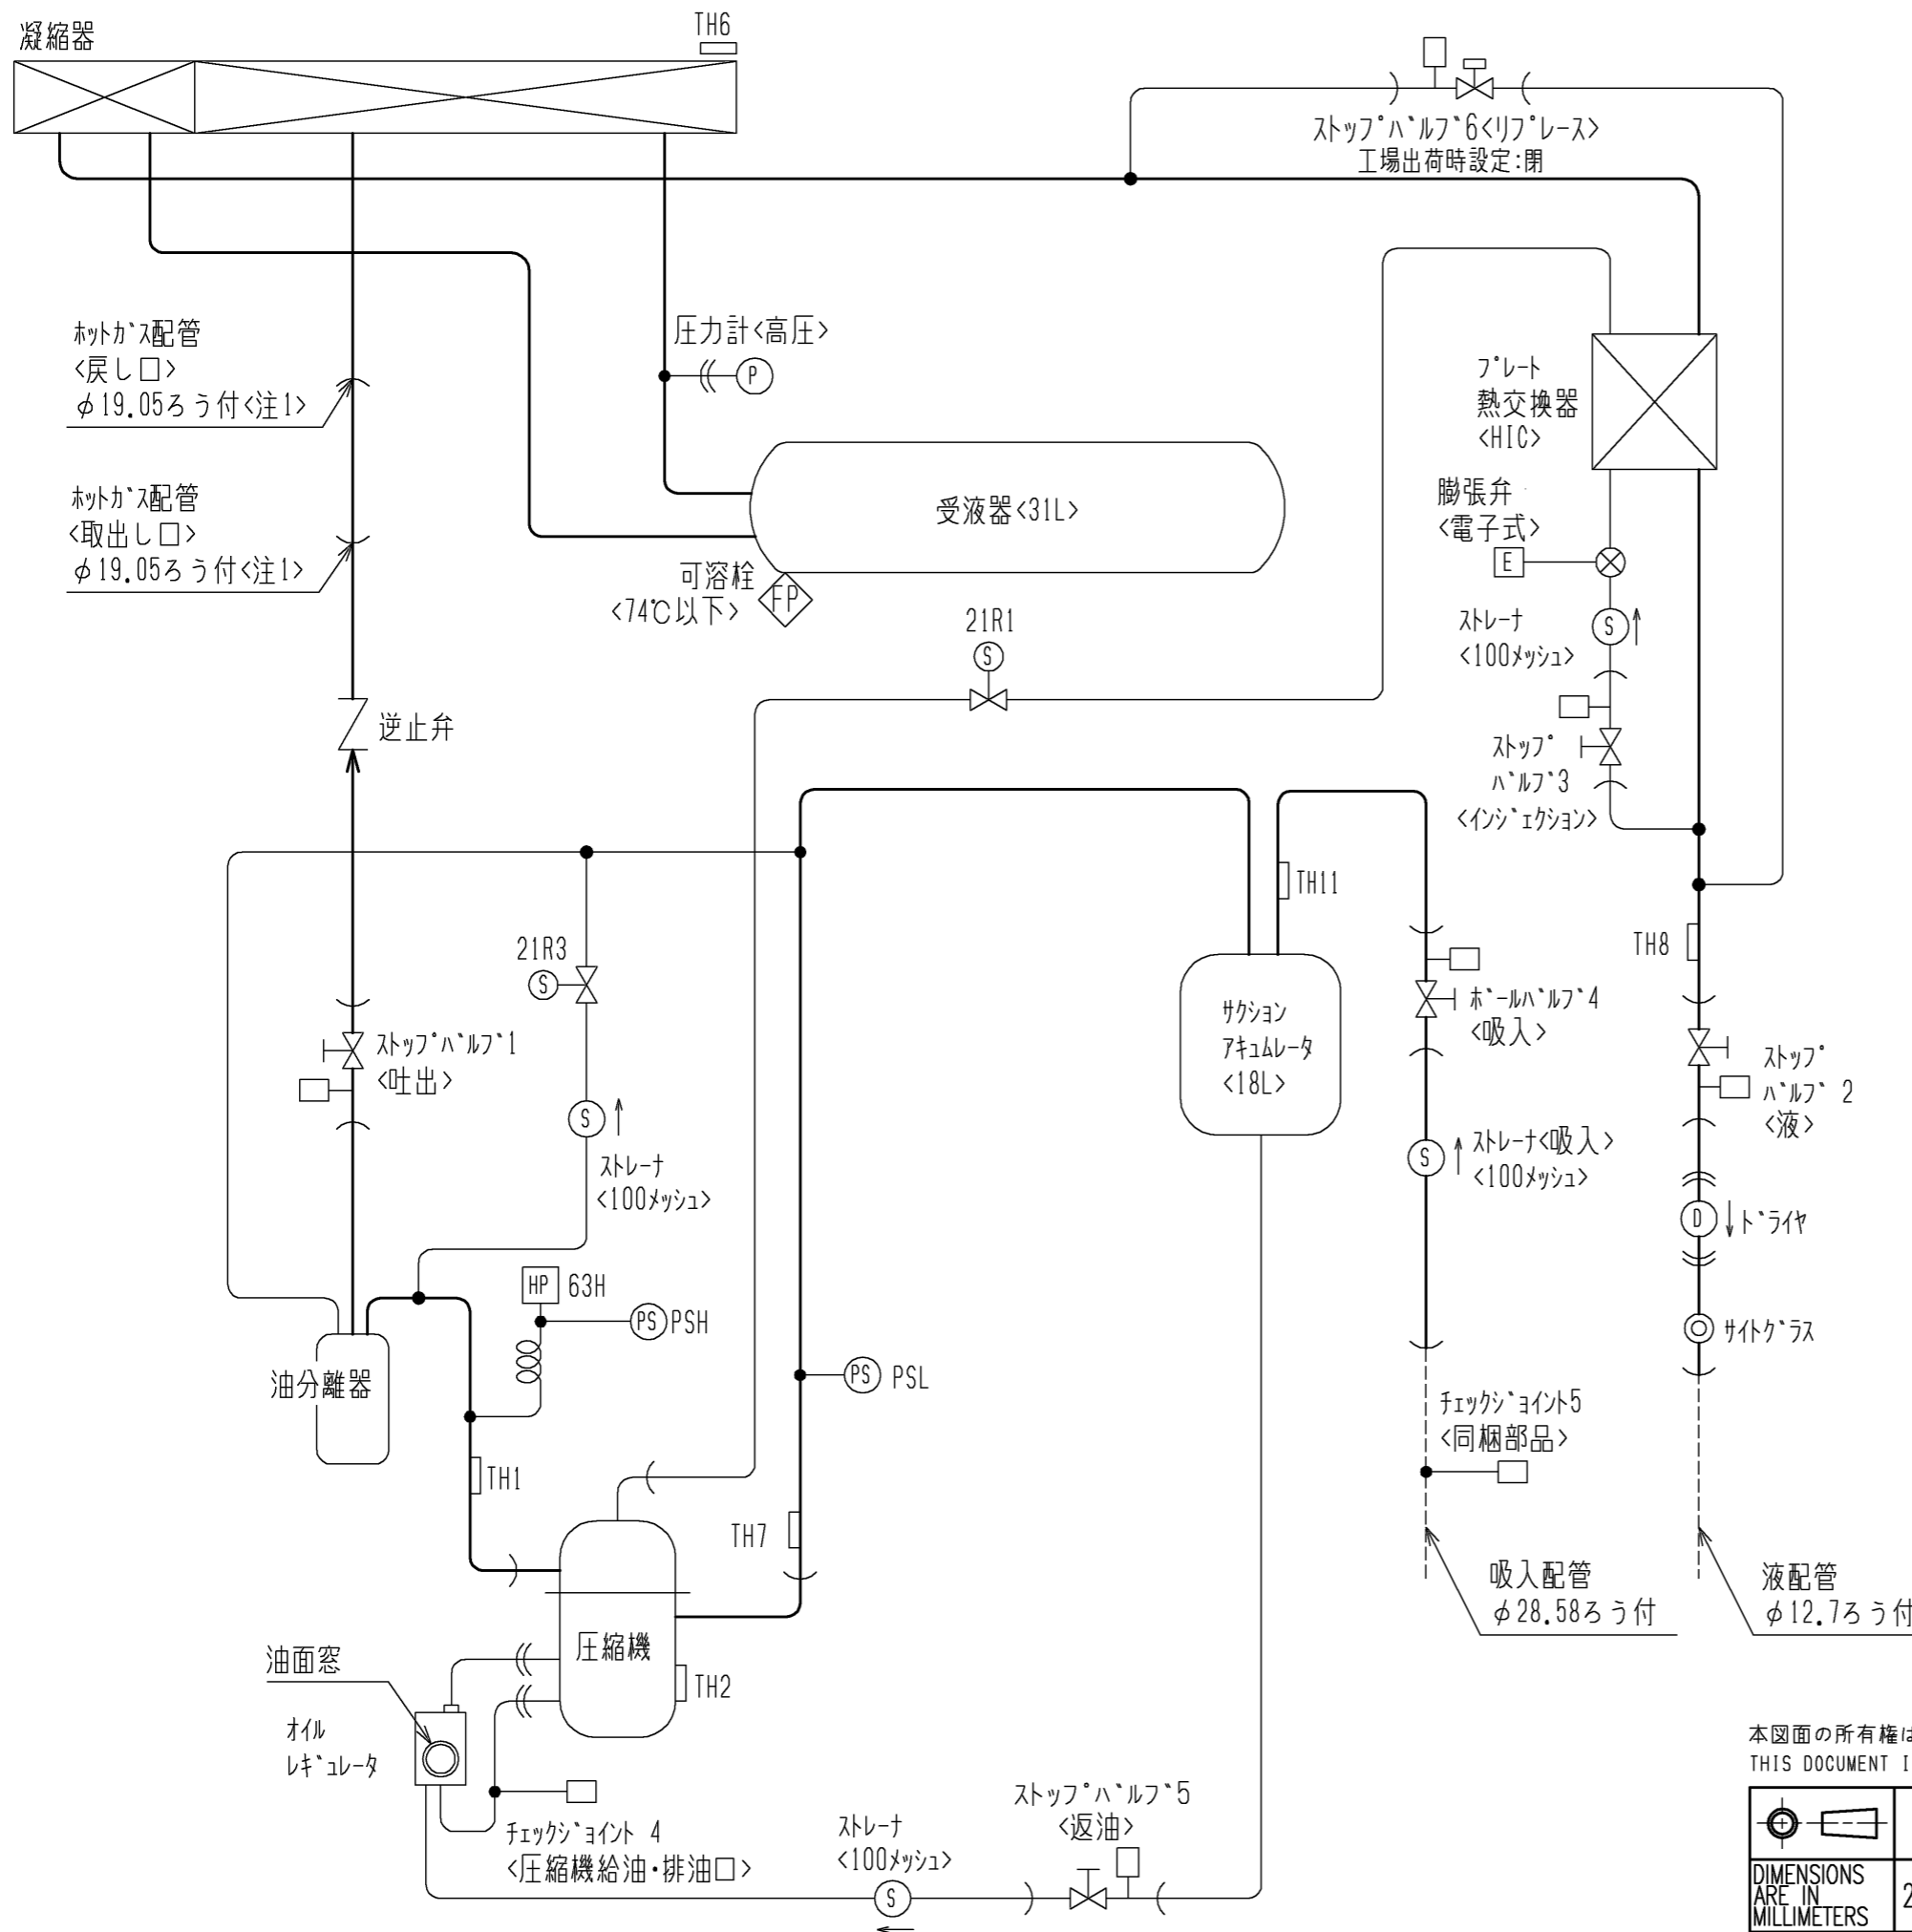 凝縮器
TH6
ストップバルブ6<リプレース>
工場出荷時設定:閉
ホットガス配管
<戻し口>
φ19.05ろう付<注1>
圧力計<高圧>
P
プレート
熱交換器
<HIC>
ホットガス配管
<取出し口>
φ19.05ろう付<注1>
受液器<31L>
膨張弁
<電子式>
E
可溶栓
<74℃以下>
FP
21R1
S
ストレーナ
<100メッシュ>
S
逆止弁
ストップ
バルブ3
<インジェクション>
TH11
21R3
S
TH8
ストップバルブ1
<吐出>
サクション
アキュムレータ
<18L>
ボールバルブ4
<吸入>
ストップ
バルブ 2
<液>
S
ストレーナ
<100メッシュ>
S
ストレーナ<吸入>
<100メッシュ>
D
ドライヤ
HP
63H
PS
PSH
サイトグラス
油分離器
PS
PSL
チェックジョイント5
<同梱部品>
TH1
TH7
吸入配管
φ28.58ろう付
液配管
φ12.7ろう付
圧縮機
TH2
油面窓
オイル
レギュレータ
チェックジョイント 4
<圧縮機給油・排油口>
ストレーナ
<100メッシュ>
S
ストップバルブ5
<返油>
本図面の所有権は
THIS DOCUMENT I
DIMENSIONS
ARE IN
MILLIMETERS
2